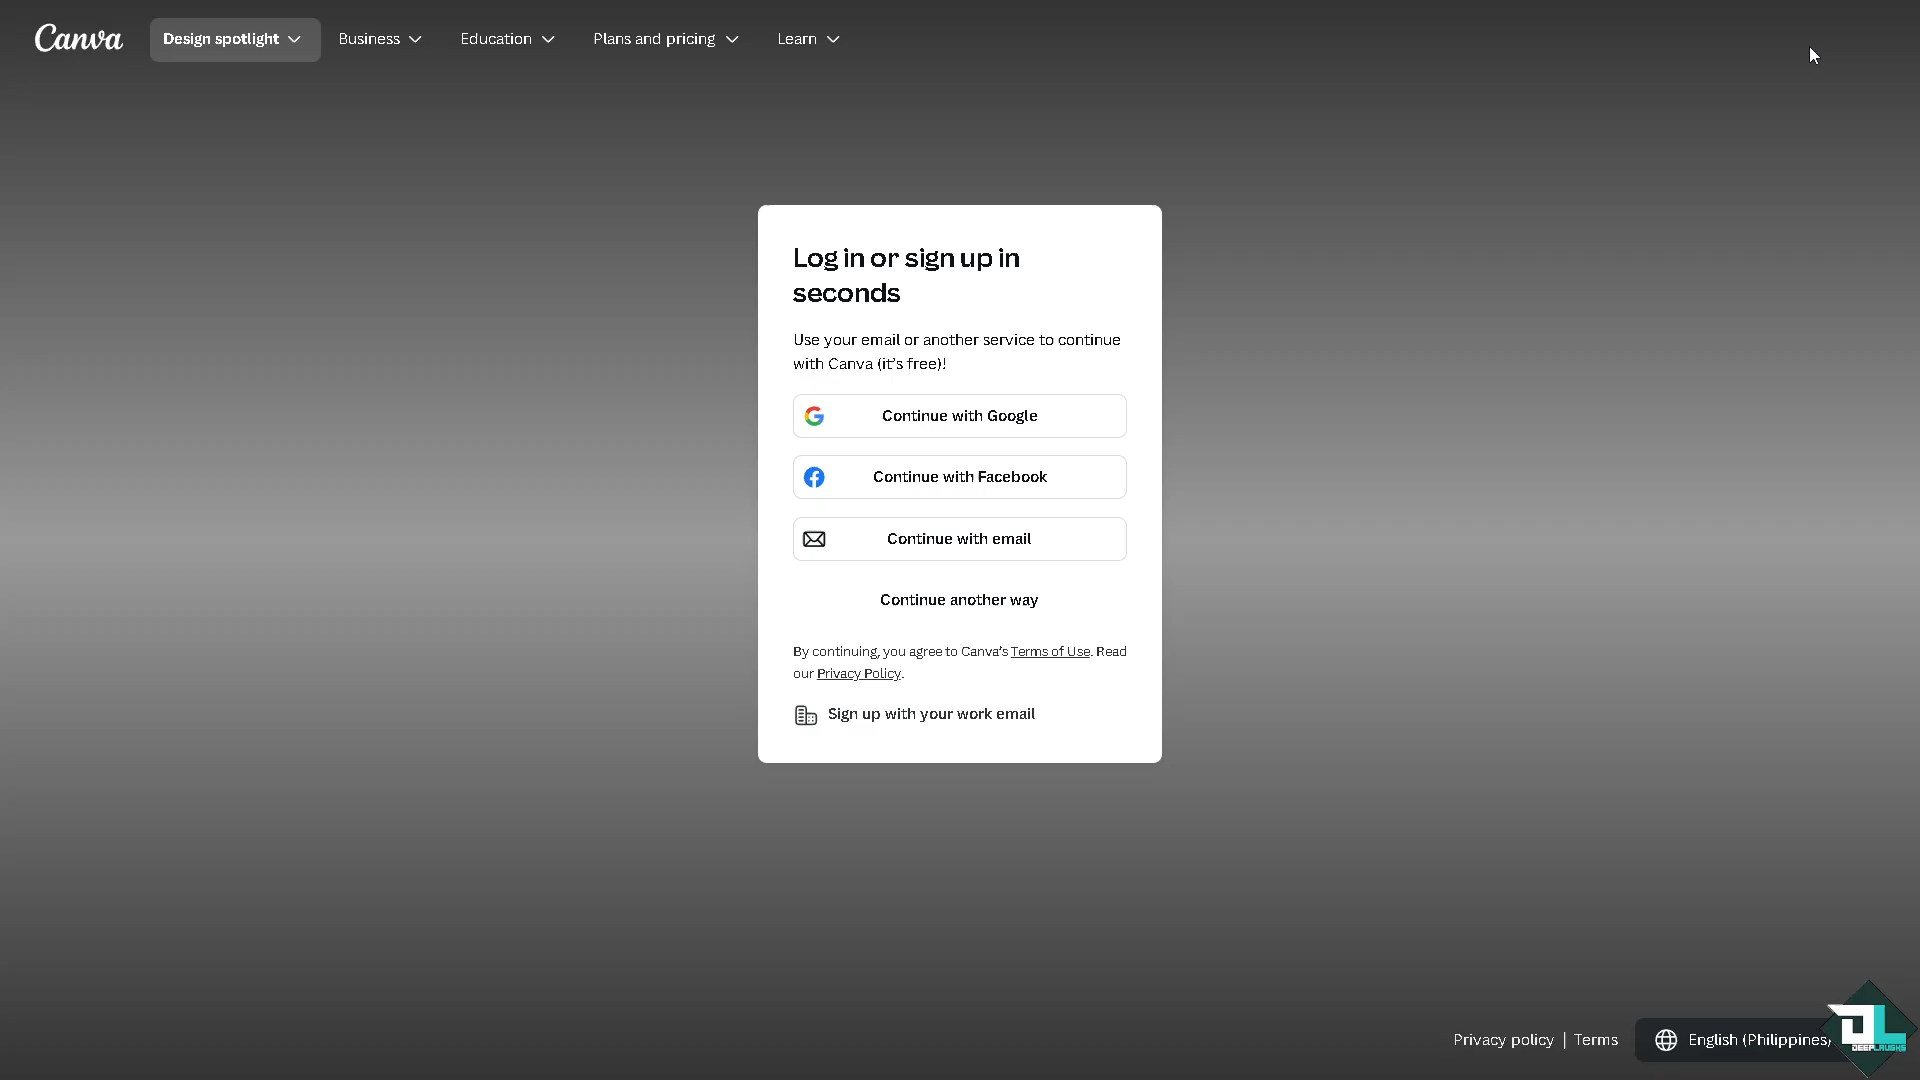 Canva
Design spotlight
Business
Education
Plans and pricing
Learn
Log in or sign up in
seconds
Use your email or another service to continue
with Canva (it's free)!
Continue with Google
Continue with Facebook
Continue with email
Continue another way
By continuing, you agree to Canva's Terms of Use. Read
our Privacy Policy.
Sign up with your work email
Privacy policy | Terms
English (Philippines)
DL
DEEPLAUGHS